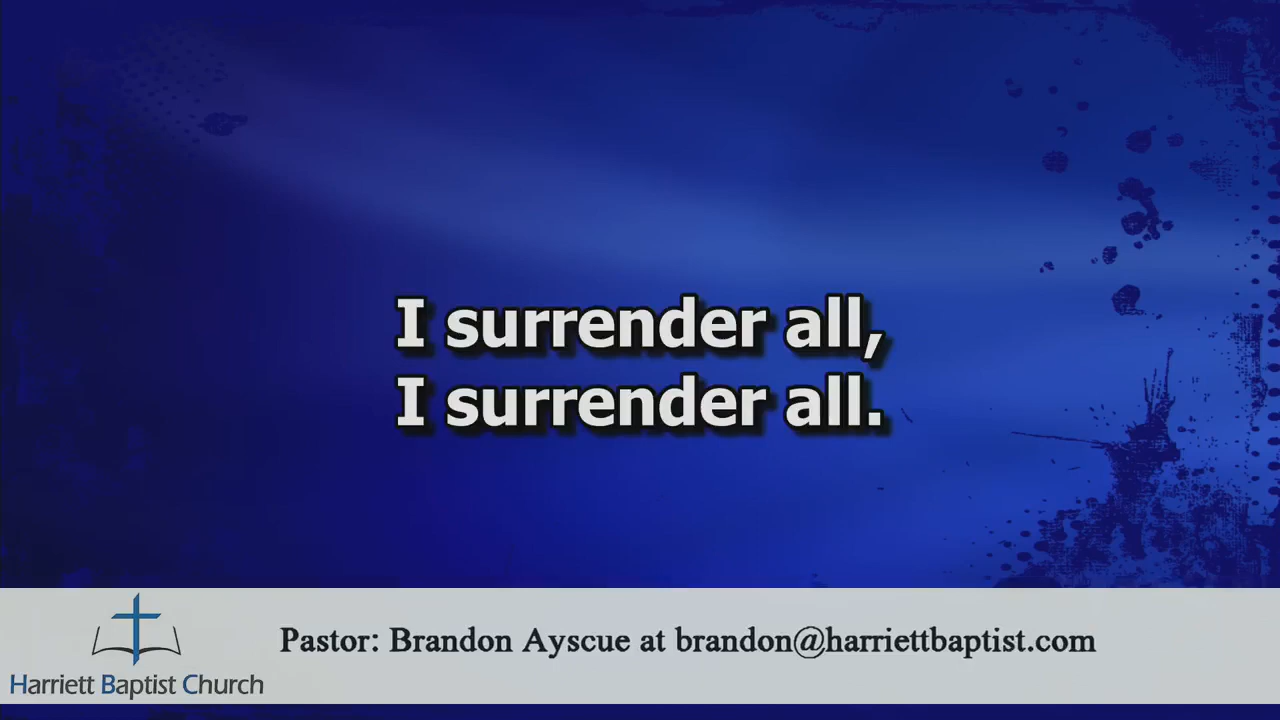 I surrender all,
I surrender all.
Pastor: Brandon Ayscue at brandon@harriettbaptist.com
Harriett Baptist Church